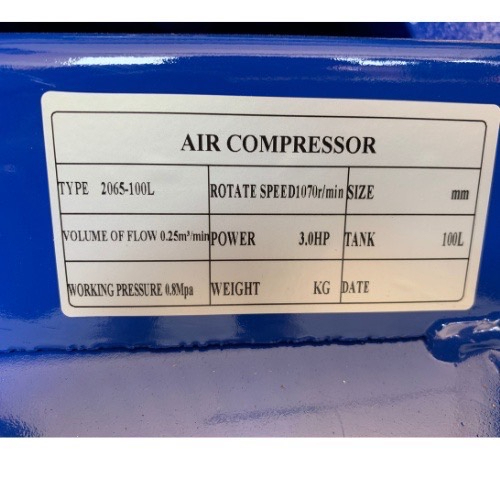 AIR COMPRESSOR
TYPE 2065-100L ROTATE SPEED1070r/min SIZE mm
VOLUME OF FLOW 0.25m³/min POWER 3.0HP TANK 100L
WORKING PRESSURE 0.8Mpa WEIGHT KG DATE